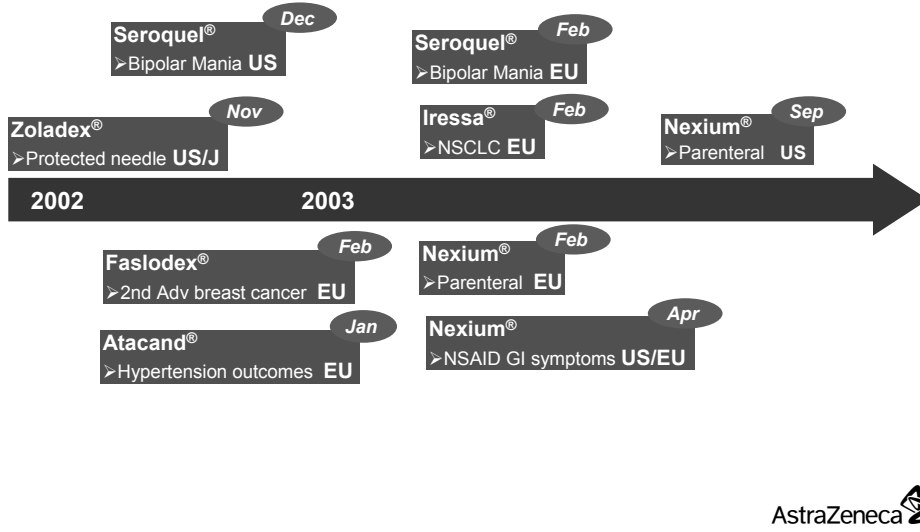 Dec
Seroquel®
➢Bipolar Mania US
Feb
Seroquel®
➢Bipolar Mania EU
Nov
Zoladex®
➢Protected needle US/J
Feb
Iressa®
➢NSCLC EU
Sep
Nexium®
➢Parenteral US
2002 2003
Feb
Faslodex®
➢2nd Adv breast cancer EU
Feb
Nexium®
➢Parenteral EU
Jan
Atacand®
➢Hypertension outcomes EU
Apr
Nexium®
➢NSAID GI symptoms US/EU
AstraZeneca